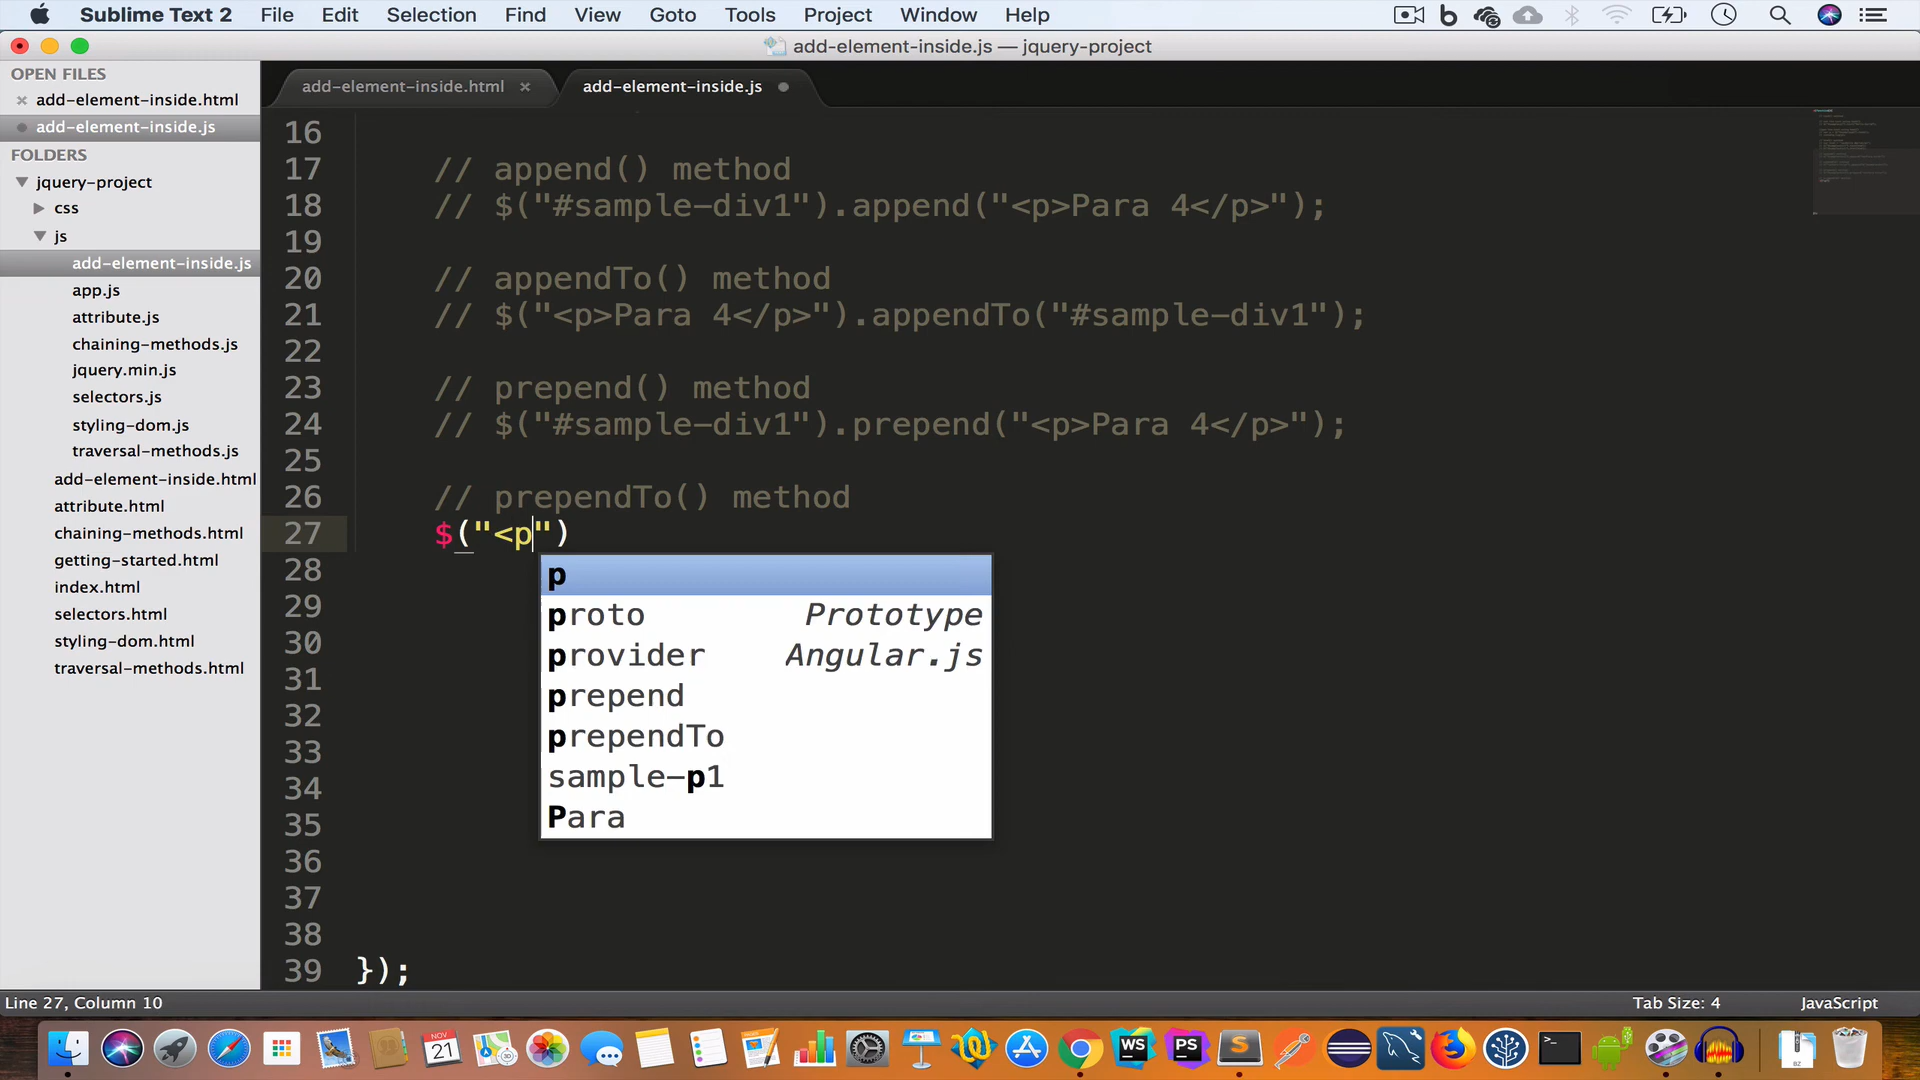 Sublime Text 2 File Edit Selection Find View Goto Tools Project Window Help
add-element-inside.js — jquery-project
OPEN FILES
add-element-inside.html
add-element-inside.js
FOLDERS
jquery-project
css
js
add-element-inside.js
app.js
attribute.js
chaining-methods.js
jquery.min.js
selectors.js
styling-dom.js
traversal-methods.js
add-element-inside.html
attribute.html
chaining-methods.html
getting-started.html
index.html
selectors.html
styling-dom.html
traversal-methods.html
add-element-inside.html × add-element-inside.js
16
17 // append() method
18 // $("#sample-div1").append("<p>Para 4</p>");
19
20 // appendTo() method
21 // $("<p>Para 4</p>").appendTo("#sample-div1");
22
23 // prepend() method
24 // $("#sample-div1").prepend("<p>Para 4</p>");
25
26 // prependTo() method
27 $("<p")
28
29
30
31
32
33
34
35
36
37
38
39 });
p
proto Prototype
provider Angular.js
prepend
prependTo
sample-p1
Para
Line 27, Column 10 Tab Size: 4 JavaScript
NOV
21
3D
WS
PS
S
>_
BZ